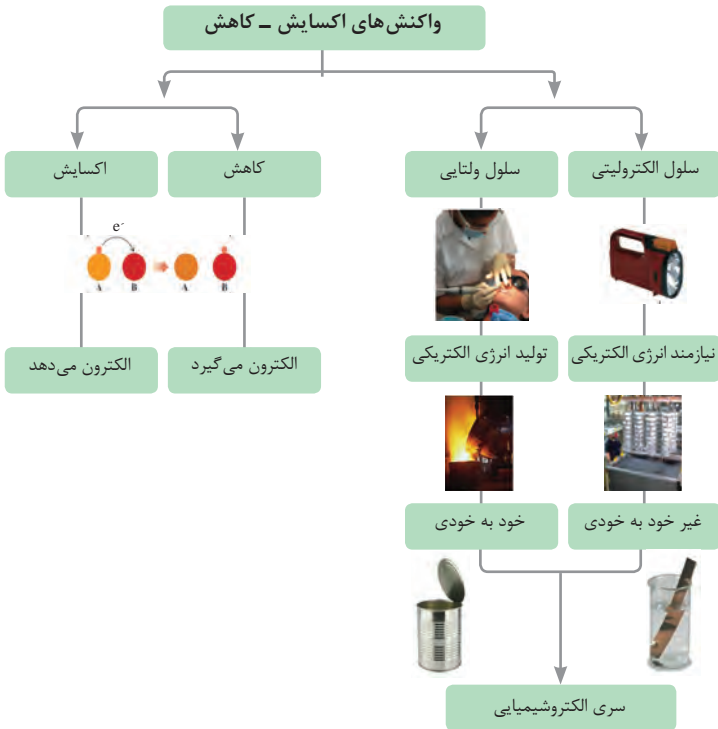 واکنش‌های اکسایش ـ کاهش
سلول الکترولیتی
سلول ولتایی
کاهش
اکسایش
e⁻
A B A B
نیازمند انرژی الکتریکی
تولید انرژی الکتریکی
الکترون می‌گیرد
الکترون می‌دهد
غیر خود به خودی
خود به خودی
سری الکتروشیمیایی